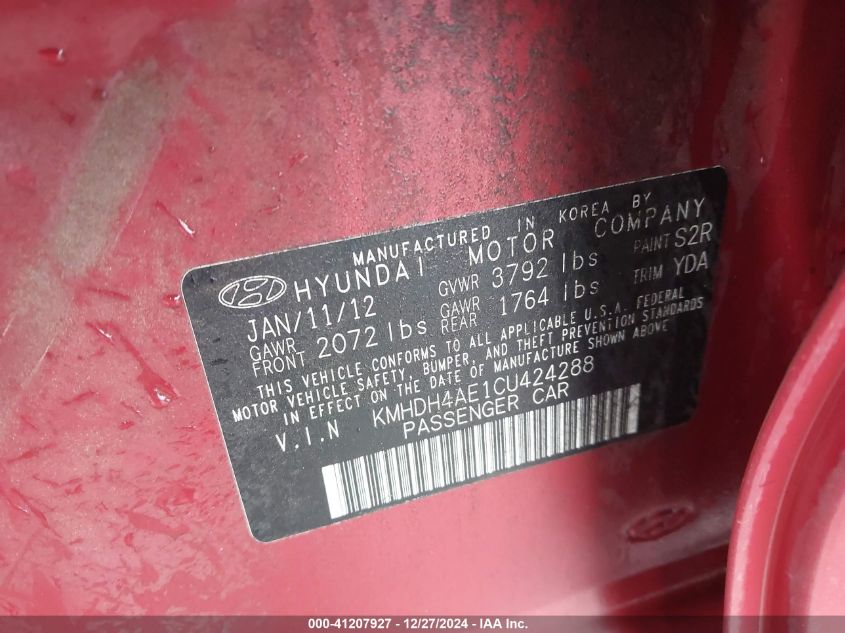 MANUFACTURED IN KOREA BY
HYUNDAI MOTOR COMPANY
JAN/11/12 GVWR 3792 lbs PAINT S2R
GAWR FRONT 2072 lbs GAWR REAR 1764 lbs TRIM YDA
THIS VEHICLE CONFORMS TO ALL APPLICABLE U.S.A. FEDERAL
MOTOR VEHICLE SAFETY, BUMPER, AND THEFT PREVENTION STANDARDS
IN EFFECT ON THE DATE OF MANUFACTURE SHOWN ABOVE
V.I.N KMHDH4AE1CU424288
PASSENGER CAR
000-41207927 - 12/27/2024 - IAA Inc.